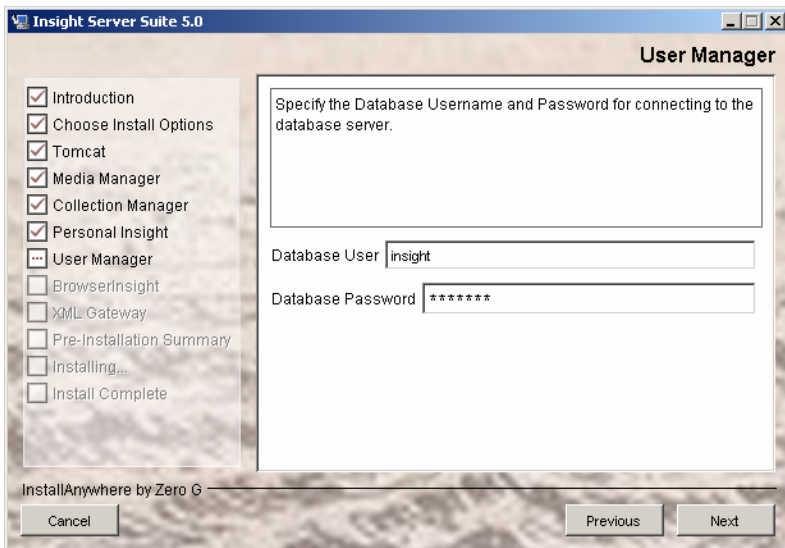 Insight Server Suite 5.0
User Manager
Introduction
Choose Install Options
Tomcat
Media Manager
Collection Manager
Personal Insight
User Manager
BrowserInsight
XML Gateway
Pre-Installation Summary
Installing...
Install Complete
Specify the Database Username and Password for connecting to the
database server.
Database User insight
Database Password *******
InstallAnywhere by Zero G
Cancel
Previous
Next